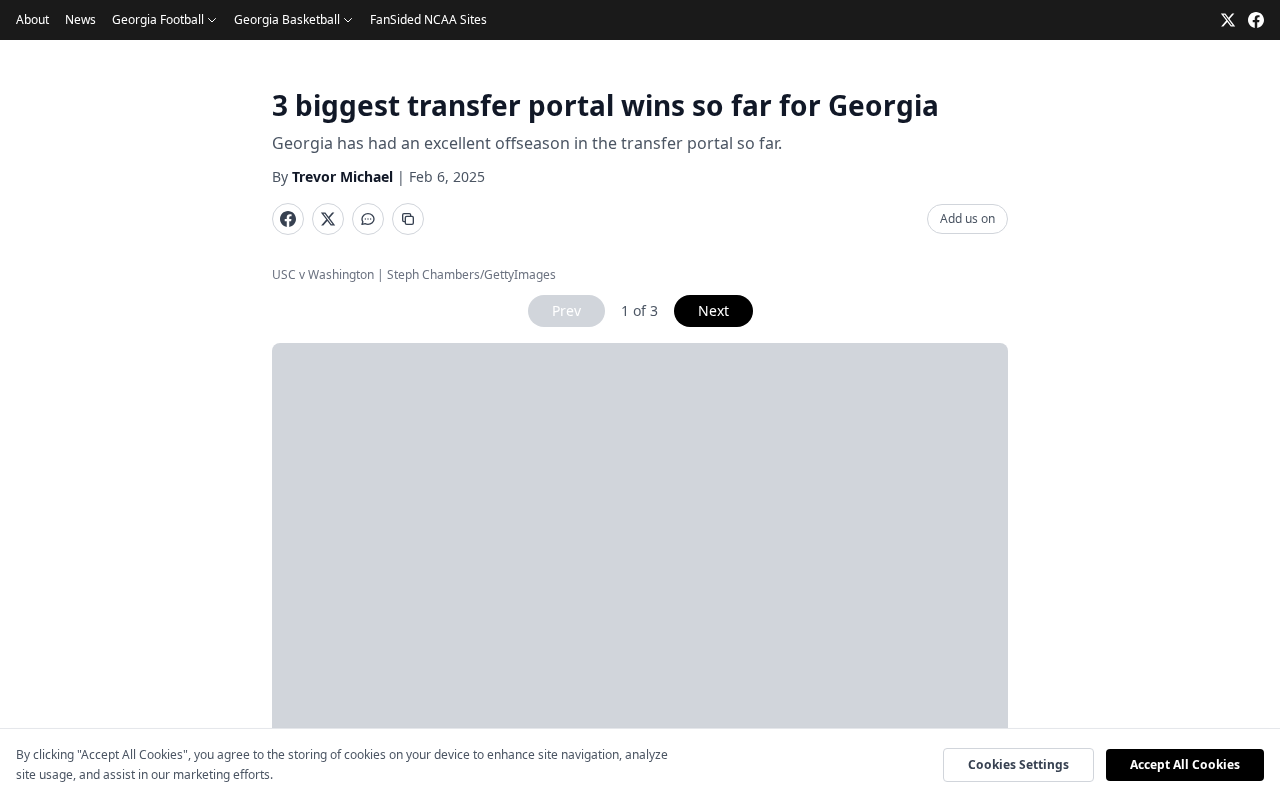 About News Georgia Football Georgia Basketball FanSided NCAA Sites
3 biggest transfer portal wins so far for Georgia
Georgia has had an excellent offseason in the transfer portal so far.
By Trevor Michael | Feb 6, 2025
Add us on
USC v Washington | Steph Chambers/GettyImages
Prev 1 of 3 Next
By clicking "Accept All Cookies", you agree to the storing of cookies on your device to enhance site navigation, analyze
site usage, and assist in our marketing efforts.
Cookies Settings Accept All Cookies